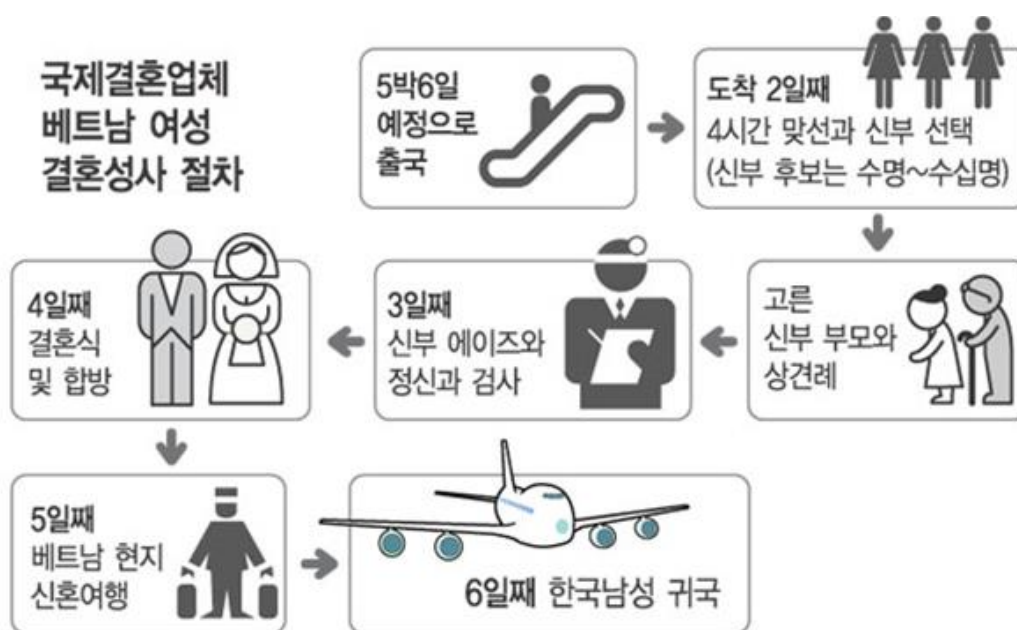 국제결혼업체
베트남 여성
결혼성사 절차
5박6일
예정으로
출국
도착 2일째
4시간 맞선과 신부 선택
(신부 후보는 수명~수십명)
고른
신부 부모와
상견례
3일째
신부 에이즈와
정신과 검사
4일째
결혼식
및 합방
5일째
베트남 현지
신혼여행
6일째 한국남성 귀국